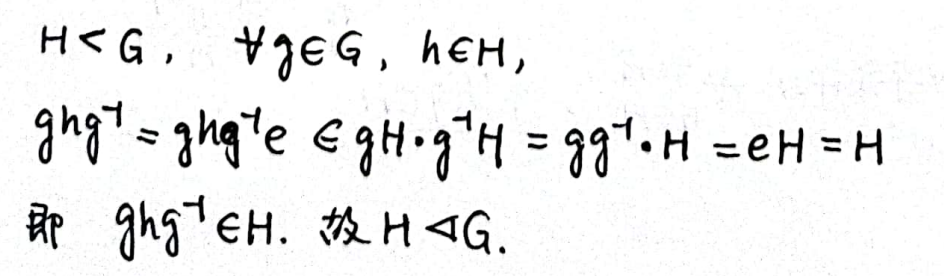 H<G, ∀g∈G, h∈H,
ghg⁻¹=ghg⁻¹e ∈gH·g⁻¹H = gg⁻¹·H =eH=H
即 ghg⁻¹∈H. 故 H⊲G.